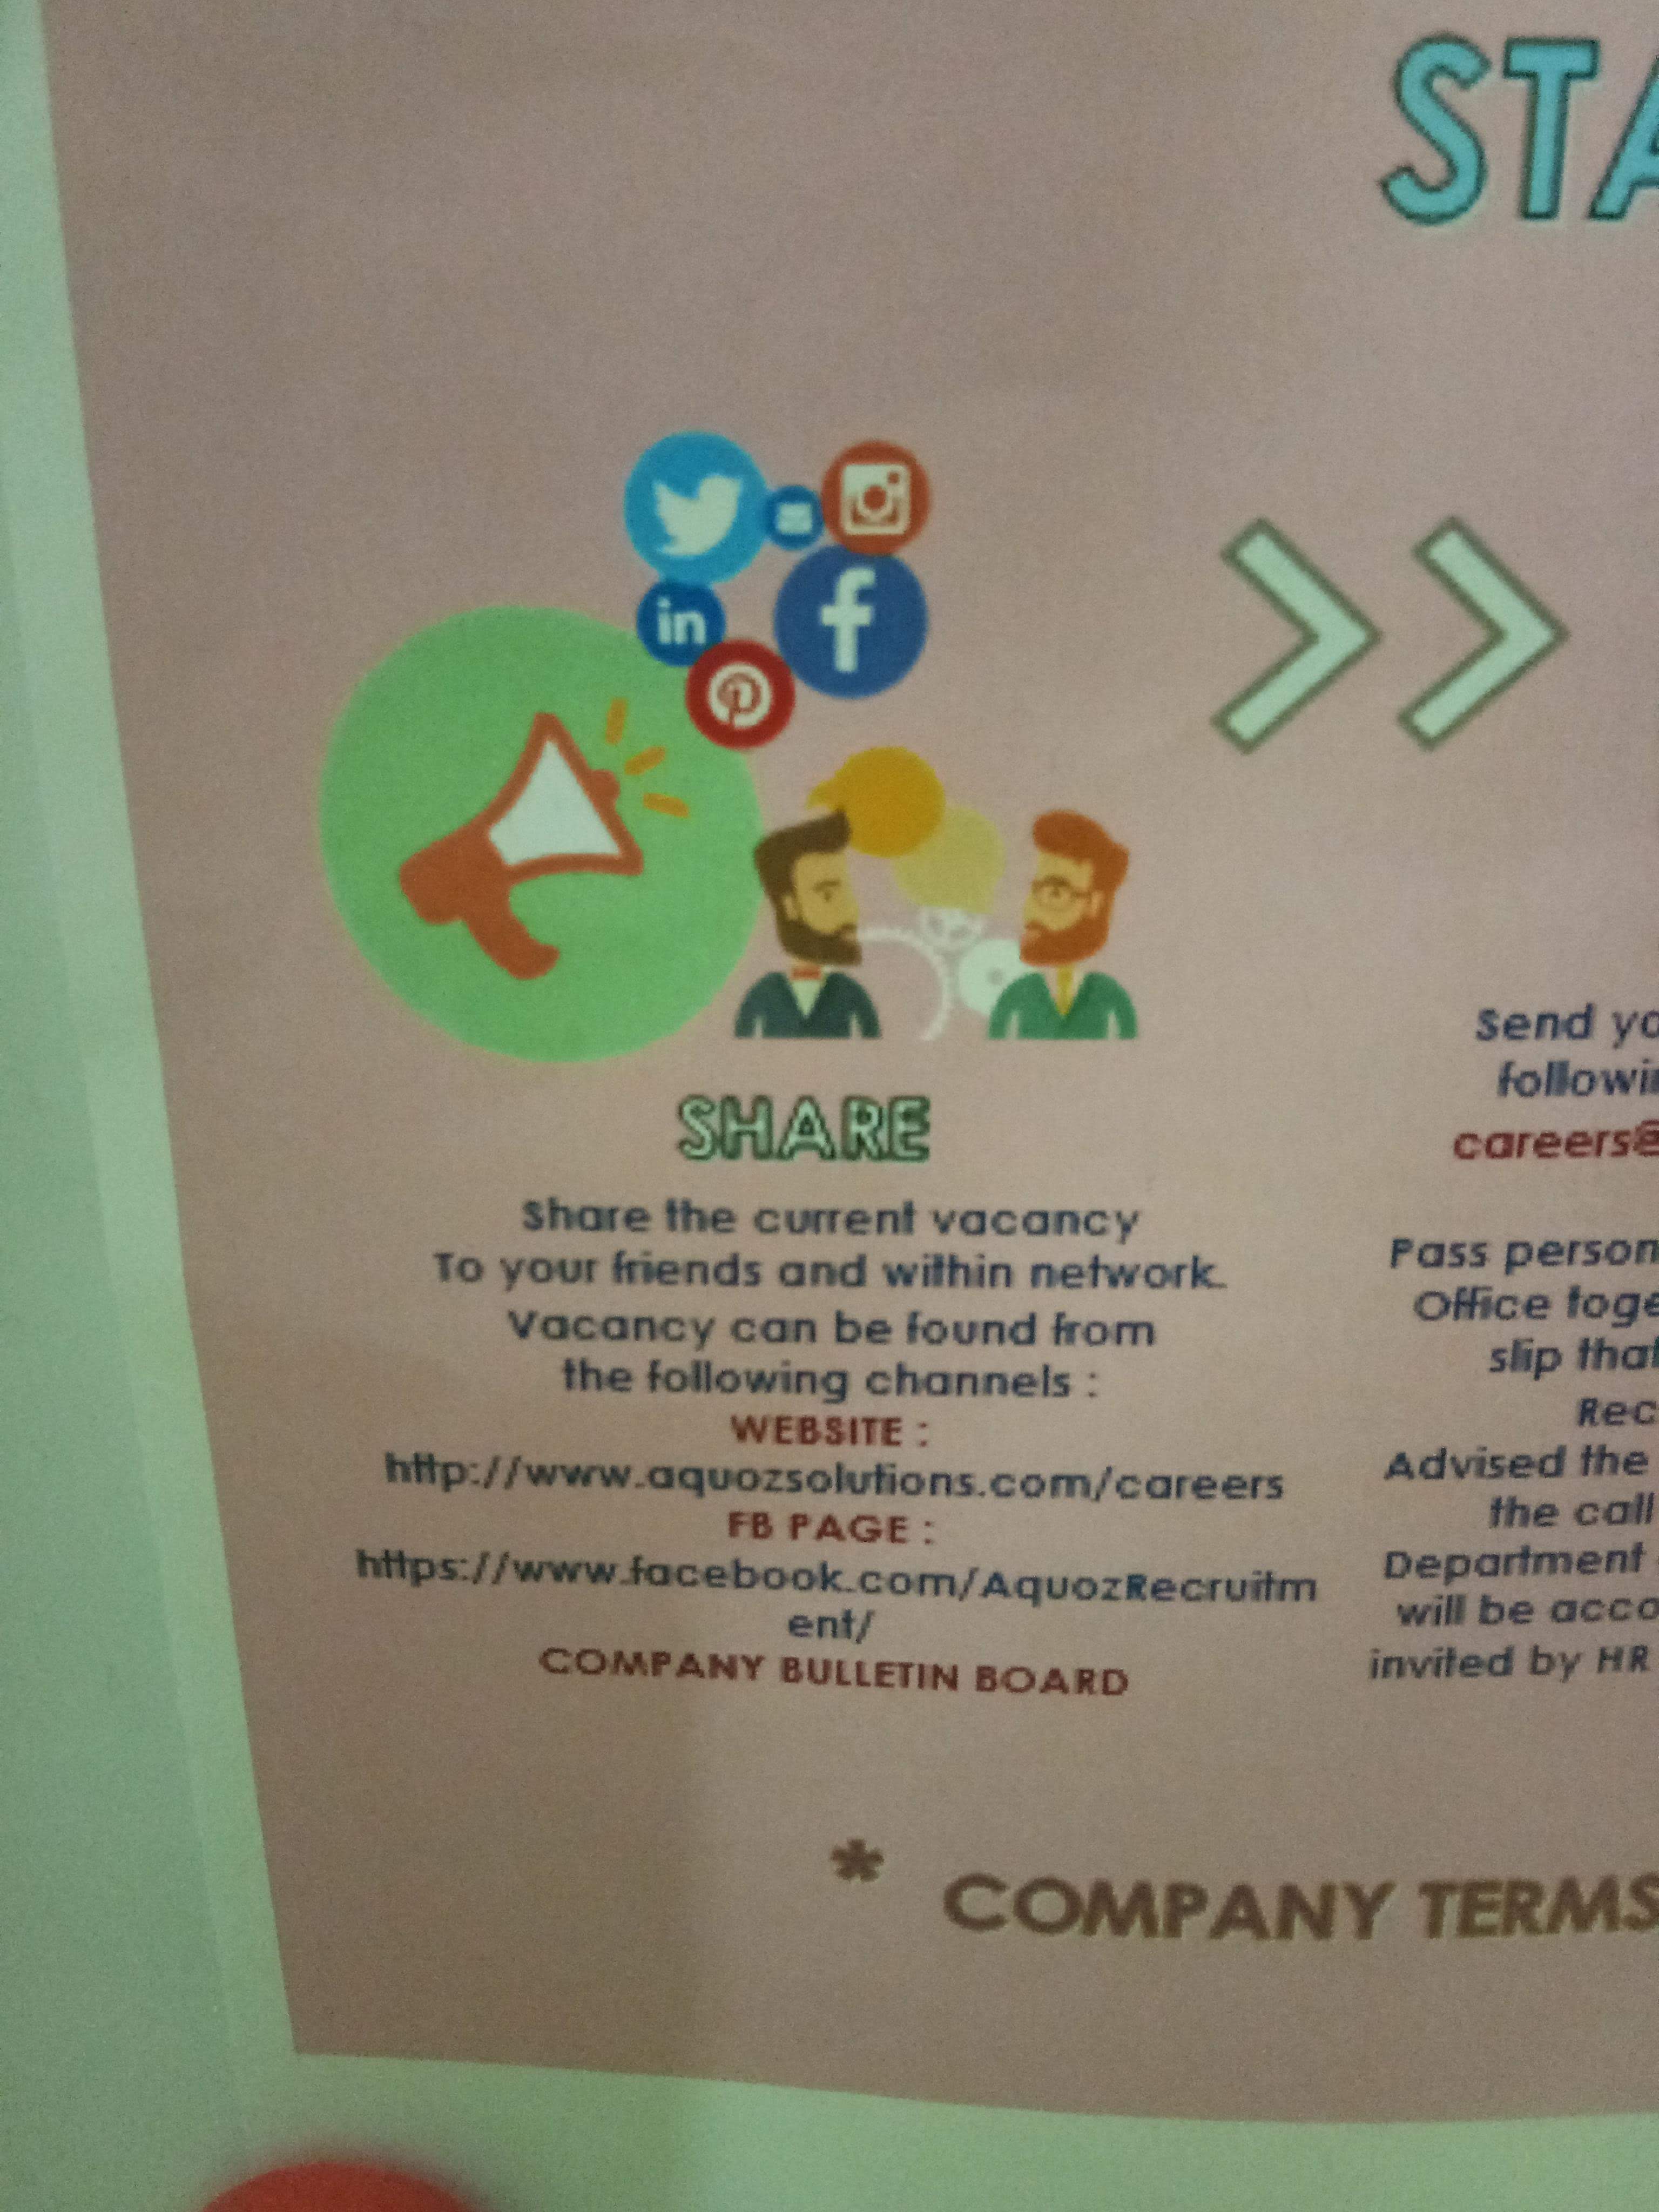 STA
in
f
SHARE
Share the current vacancy
To your friends and within network.
Vacancy can be found from
the following channels :
WEBSITE :
http://www.aquozsolutions.com/careers
FB PAGE :
https://www.facebook.com/AquozRecruitm
ent/
COMPANY BULLETIN BOARD
Send yo
followi
careers@
Pass person
Office toge
slip that
Rec
Advised the
the call
Department
will be acco
invited by HR
* COMPANY TERMS